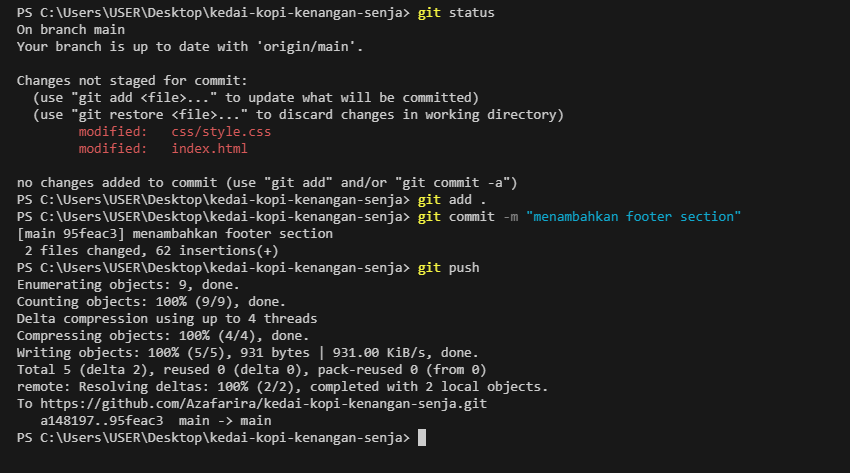 PS C:\Users\USER\Desktop\kedai-kopi-kenangan-senja> git status
On branch main
Your branch is up to date with 'origin/main'.
Changes not staged for commit:
  (use "git add <file>..." to update what will be committed)
  (use "git restore <file>..." to discard changes in working directory)
        modified:   css/style.css
        modified:   index.html
no changes added to commit (use "git add" and/or "git commit -a")
PS C:\Users\USER\Desktop\kedai-kopi-kenangan-senja> git add .
PS C:\Users\USER\Desktop\kedai-kopi-kenangan-senja> git commit -m "menambahkan footer section"
[main 95feac3] menambahkan footer section
 2 files changed, 62 insertions(+)
PS C:\Users\USER\Desktop\kedai-kopi-kenangan-senja> git push
Enumerating objects: 9, done.
Counting objects: 100% (9/9), done.
Delta compression using up to 4 threads
Compressing objects: 100% (4/4), done.
Writing objects: 100% (5/5), 931 bytes | 931.00 KiB/s, done.
Total 5 (delta 2), reused 0 (delta 0), pack-reused 0 (from 0)
remote: Resolving deltas: 100% (2/2), completed with 2 local objects.
To https://github.com/Azafarira/kedai-kopi-kenangan-senja.git
   a148197..95feac3  main -> main
PS C:\Users\USER\Desktop\kedai-kopi-kenangan-senja>